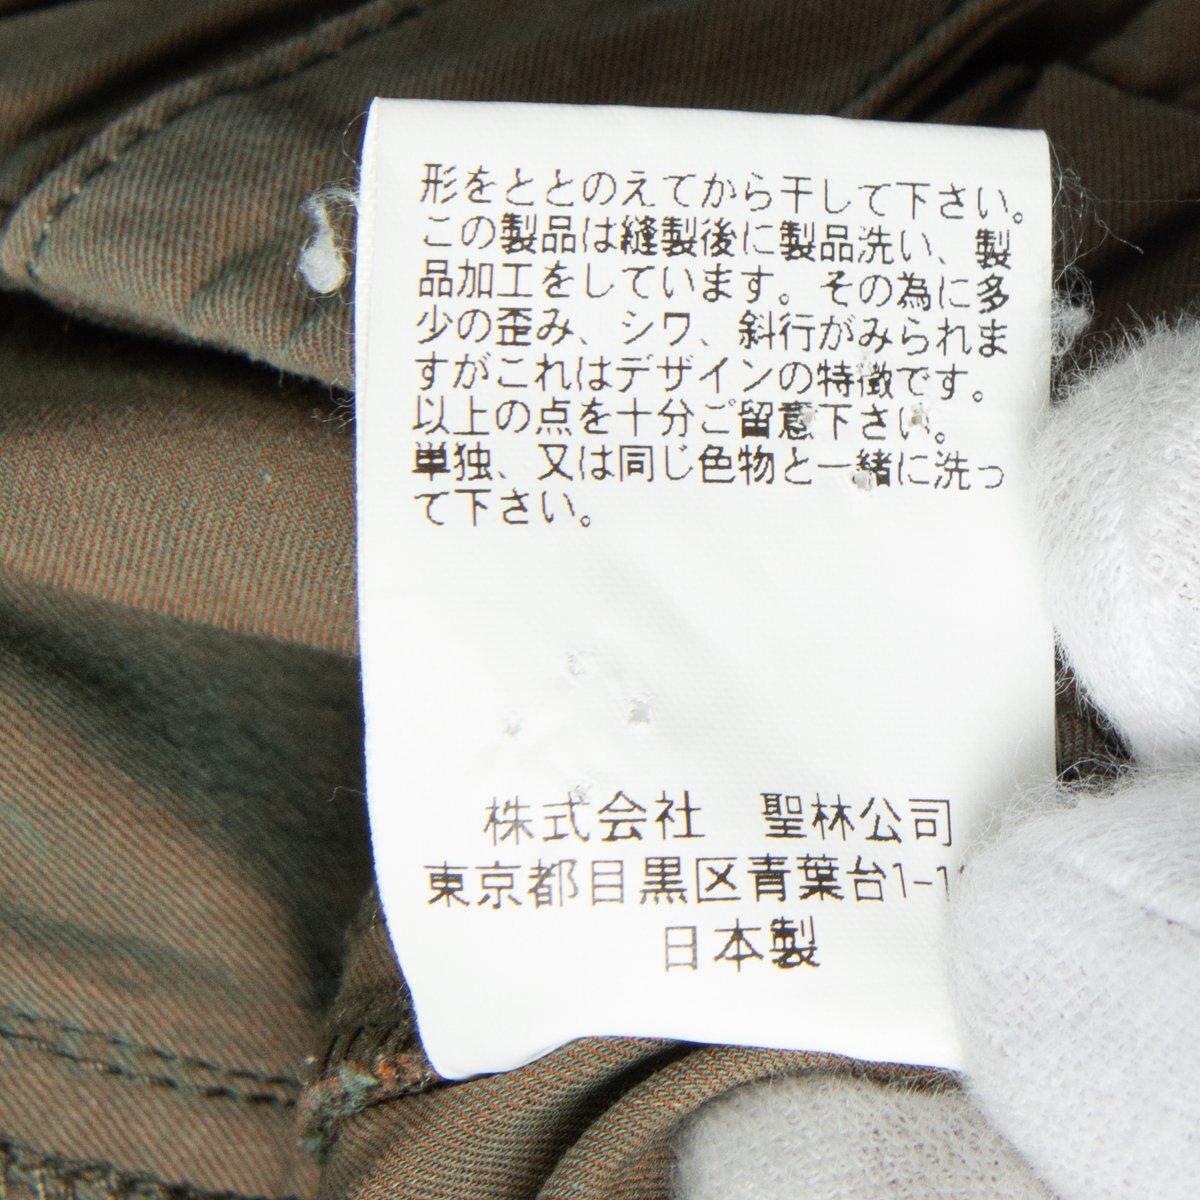 形をととのえてから干して下さい。
この製品は縫製後に製品洗い、製
品加工をしています。その為に多
少の歪み、シワ、斜行がみられま
すがこれはデザインの特徴です。
以上の点を十分ご留意下さい。
単独、又は同じ色物と一緒に洗っ
て下さい。
株式会社 聖林公司
東京都目黒区青葉台1-1
日本製